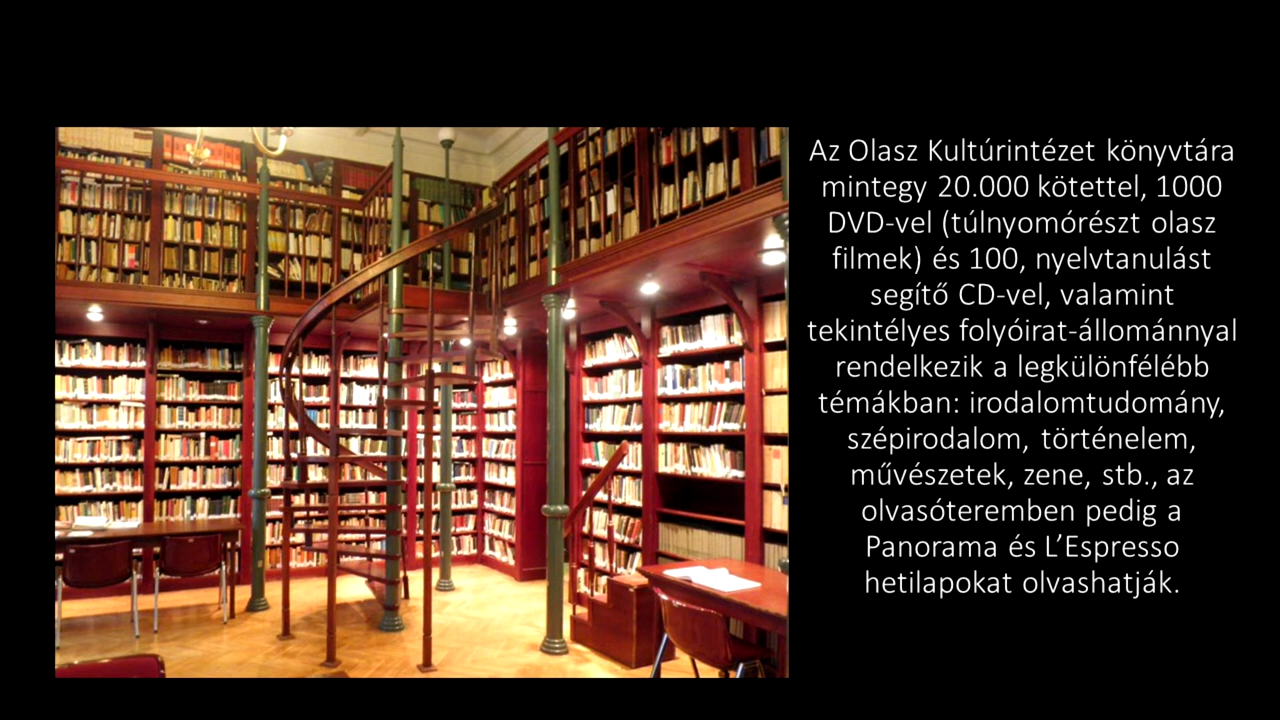 Az Olasz Kultúrintézet könyvtára
mintegy 20.000 kötettel, 1000
DVD-vel (túlnyomórészt olasz
filmek) és 100, nyelvtanulást
segítő CD-vel, valamint
tekintélyes folyóirat-állománnyal
rendelkezik a legkülönfélébb
témákban: irodalomtudomány,
szépirodalom, történelem,
művészetek, zene, stb., az
olvasóteremben pedig a
Panorama és L’Espresso
hetilapokat olvashatják.